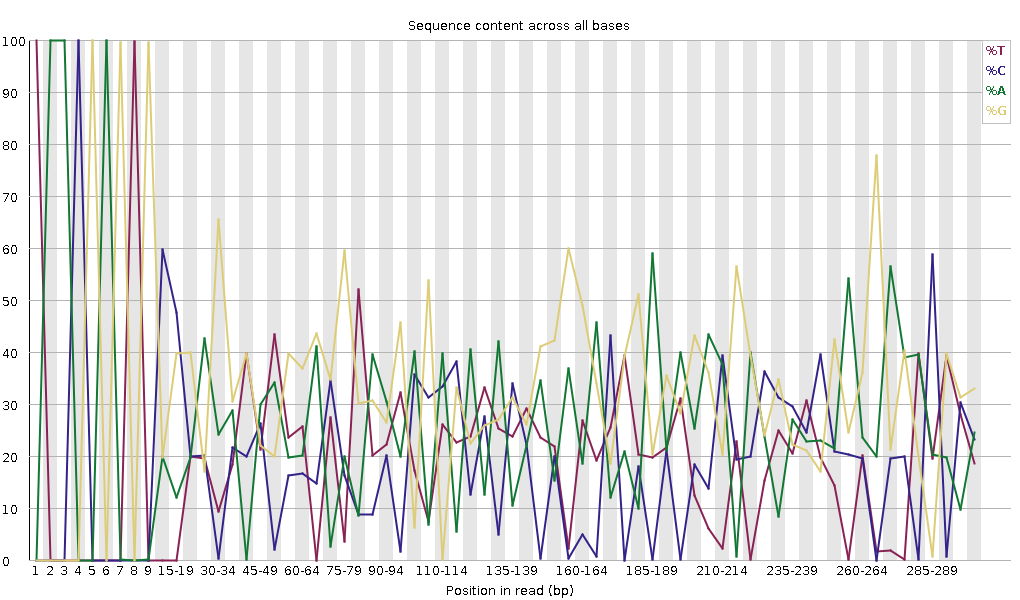 Sequence content across all bases
%T
%C
%A
%G
100
90
80
70
60
50
40
30
20
10
0
1 2 3 4 5 6 7 8 9 15-19 30-34 45-49 60-64 75-79 90-94 110-114 135-139 160-164 185-189 210-214 235-239 260-264 285-289
Position in read (bp)